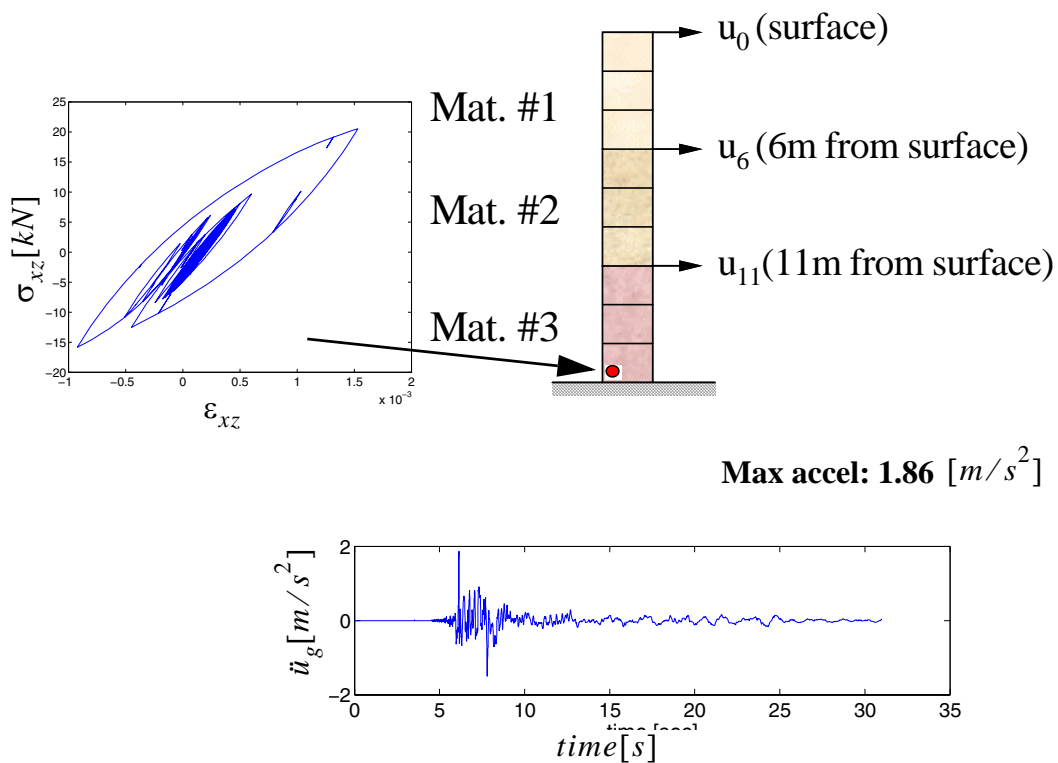 u0 (surface)
Mat. #1
u6 (6m from surface)
Mat. #2
u11(11m from surface)
Mat. #3
25
20
15
10
5
0
−5
−10
−15
−20
σxz[kN]
−1 −0.5 0 0.5 1 1.5 2
x 10−3
εxz
Max accel: 1.86 [m/s2]
2
0
−2
üg[m/s2]
0 5 10 15 20 25 30 35
time[s]